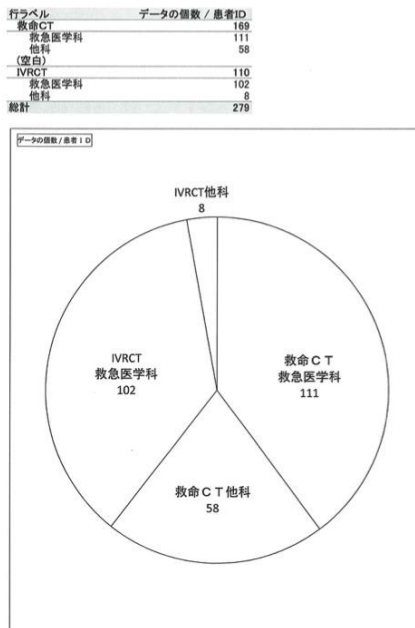 行ラベル データの個数 / 患者ID
救命CT 169
救急医学科 111
他科 58
(空白)
IVRCT 110
救急医学科 102
他科 8
総計 279
データの個数 / 患者ID
IVRCT他科
8
IVRCT
救急医学科
102
救命CT
救急医学科
111
救命CT他科
58